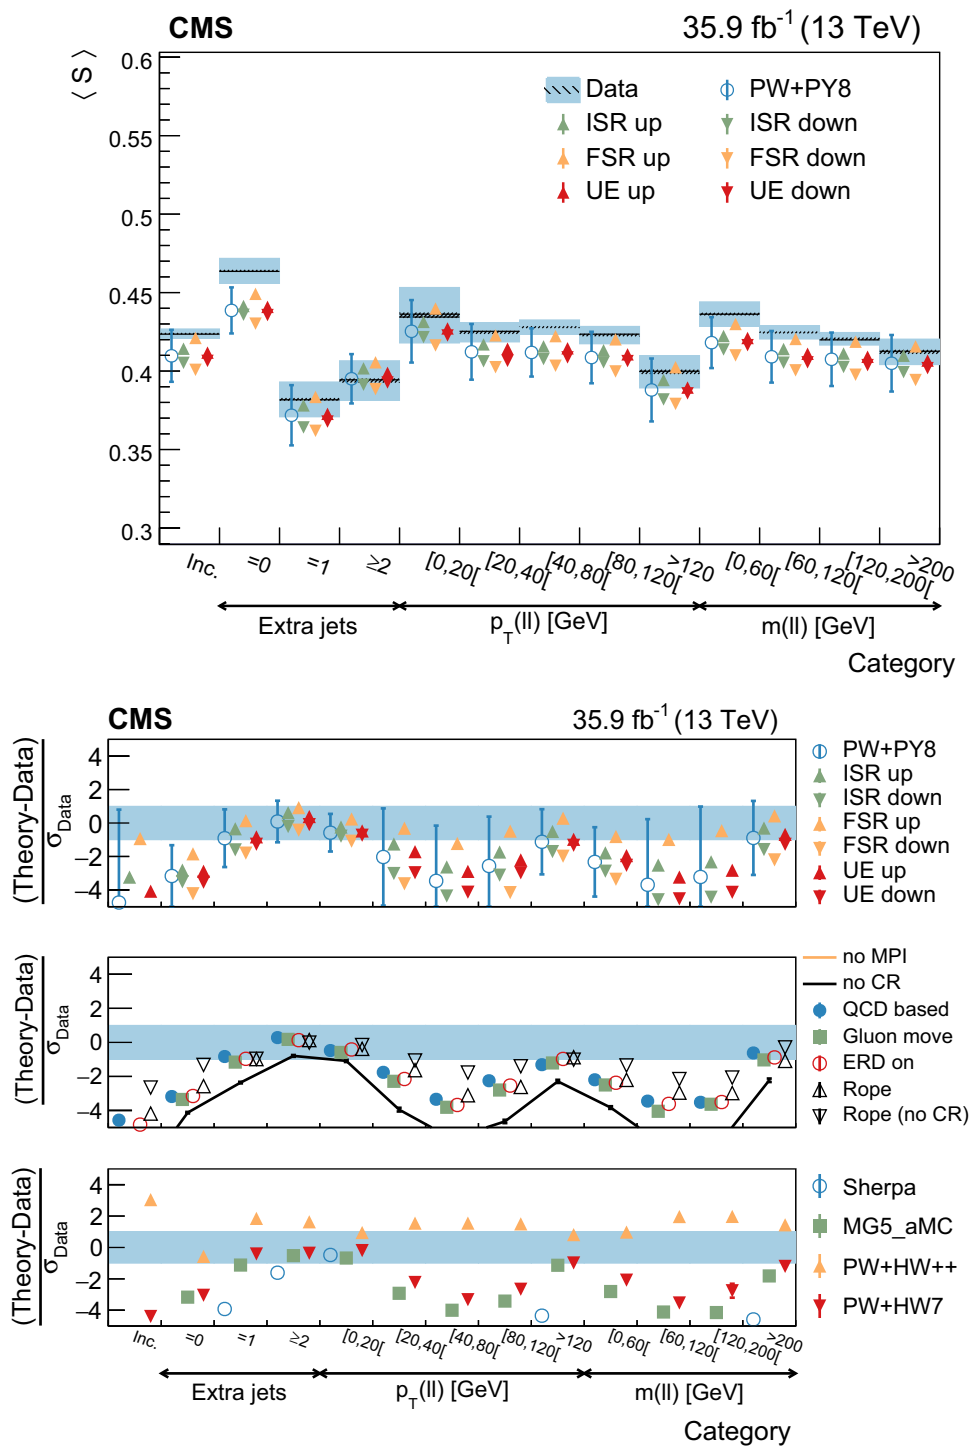 CMS 35.9 fb⁻¹ (13 TeV)
⟨ S ⟩
0.6
0.55
0.5
0.45
0.4
0.35
0.3
Data PW+PY8
ISR up ISR down
FSR up FSR down
UE up UE down
Inc. =0 =1 ≥2 [0,20[ [20,40[ [40,80[ [80,120[ >120 [0,60[ [60,120[ [120,200[ >200
Extra jets p_T(ll) [GeV] m(ll) [GeV]
Category
CMS 35.9 fb⁻¹ (13 TeV)
(Theory-Data)
σ_Data
4
2
0
−2
−4
PW+PY8
ISR up
ISR down
FSR up
FSR down
UE up
UE down
(Theory-Data)
σ_Data
4
2
0
−2
−4
no MPI
no CR
QCD based
Gluon move
ERD on
Rope
Rope (no CR)
(Theory-Data)
σ_Data
4
2
0
−2
−4
Sherpa
MG5_aMC
PW+HW++
PW+HW7
Inc. =0 =1 ≥2 [0,20[ [20,40[ [40,80[ [80,120[ >120 [0,60[ [60,120[ [120,200[ >200
Extra jets p_T(ll) [GeV] m(ll) [GeV]
Category